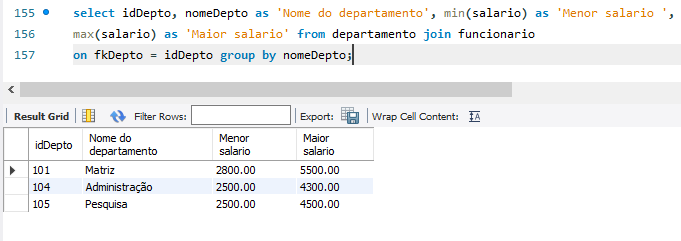 155 select idDepto, nomeDepto as 'Nome do departamento', min(salario) as 'Menor salario ',
156 max(salario) as 'Maior salario' from departamento join funcionario
157 on fkDepto = idDepto group by nomeDepto;
Result Grid Filter Rows: Export: Wrap Cell Content: IA
idDepto Nome do departamento Menor salario Maior salario
101 Matriz 2800.00 5500.00
104 Administração 2500.00 4300.00
105 Pesquisa 2500.00 4500.00